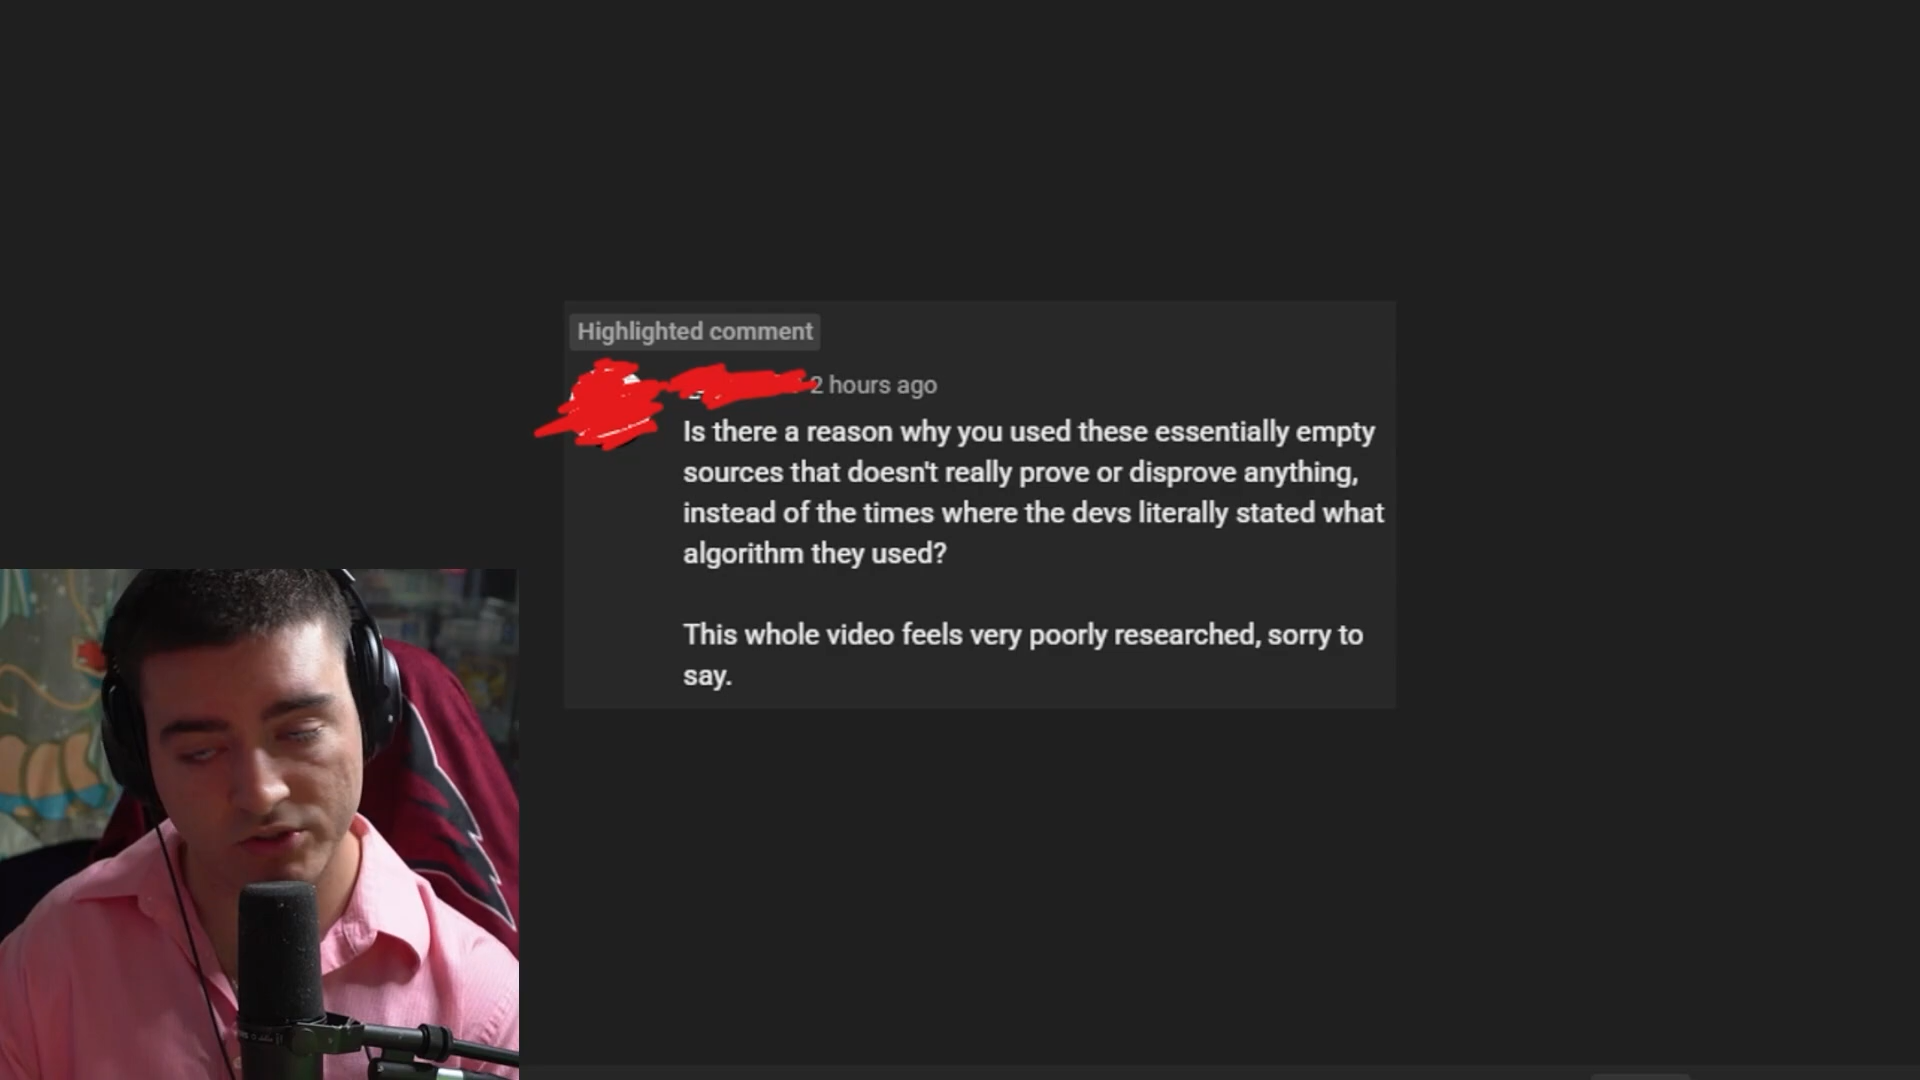 Highlighted comment
2 hours ago
Is there a reason why you used these essentially empty
sources that doesn't really prove or disprove anything,
instead of the times where the devs literally stated what
algorithm they used?
This whole video feels very poorly researched, sorry to
say.